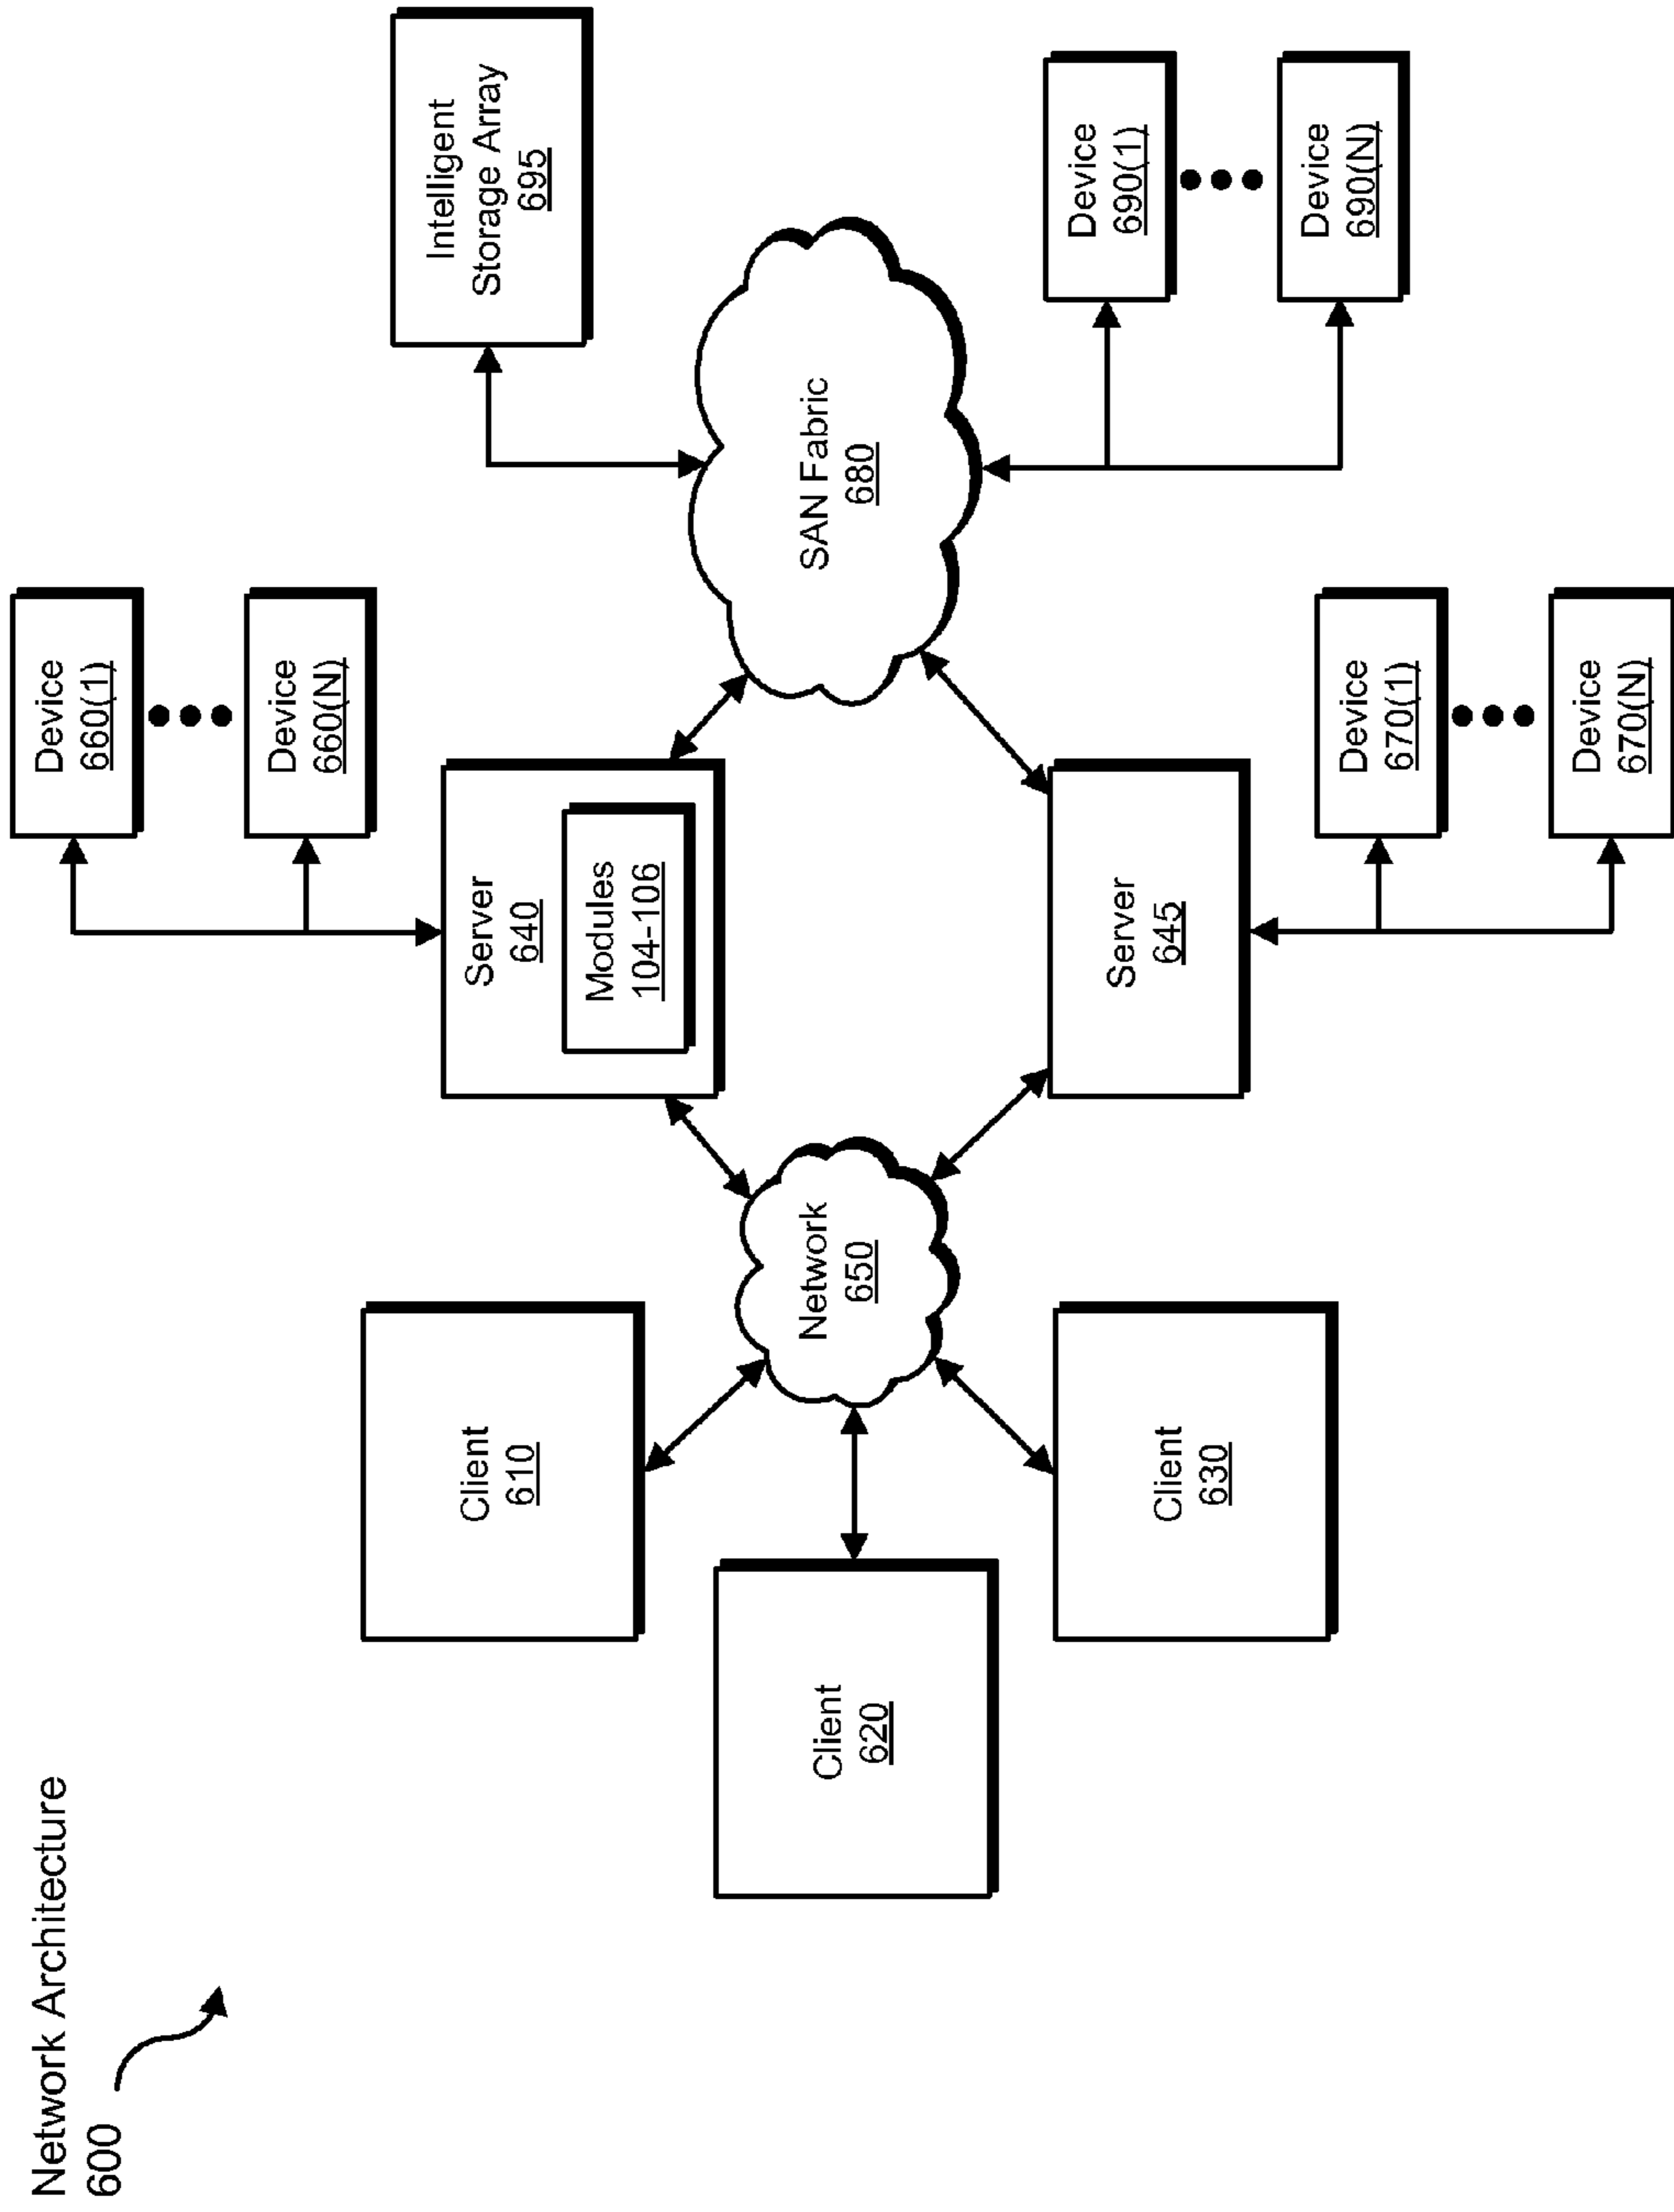 Network Architecture
600
Device
660(1)
Device
660(N)
Intelligent
Storage Array
695
Client
610
Server
640
Modules
104-106
Client
620
Network
650
SAN Fabric
680
Client
630
Server
645
Device
690(1)
Device
690(N)
Device
670(1)
Device
670(N)